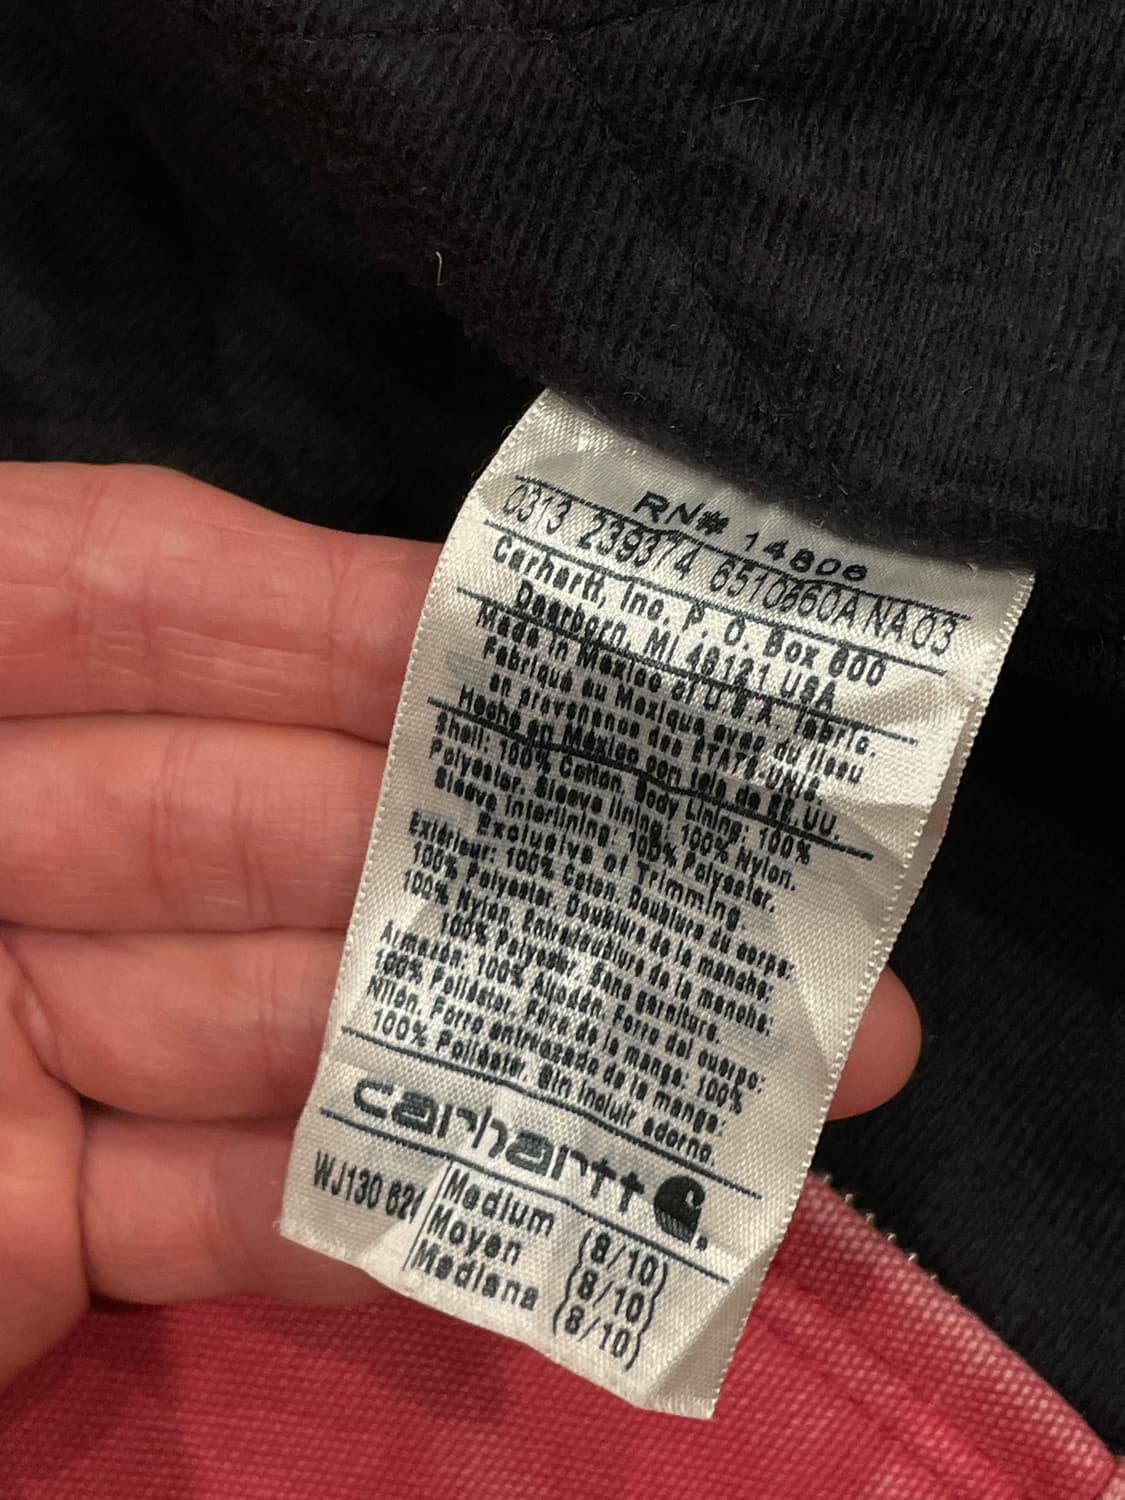 RN# 14806
0313 239374 6510660A NA 03
Carhartt, Inc. P. O. Box 600
Dearborn, MI 48121 USA
Made in Mexico of U.S.A. fabric.
Fabriqué au Mexique avec du tissu
en provenance des ÉTATS-UNIS.
Hecho en México con tela de EE.UU.
Shell: 100% Cotton. Body Lining: 100%
Polyester. Sleeve lining: 100% Nylon.
Sleeve interlining: 100% Polyester.
Exclusive of Trimming.
Extérieur: 100% Coton. Doublure du corps:
100% Polyester. Doublure de la manche:
100% Nylon. Entredoublure de la manche:
100% Polyester. Sans garniture.
Armazón: 100% Algodón. Forro del cuerpo:
100% Poliéster. Foro de la manga: 100%
Nilón. Forro entrelazado de la manga:
100% Poliéster. Sin incluir adorno.
carhartt
WJ130 621 Medium (8/10)
Moyen (8/10)
Mediana (8/10)